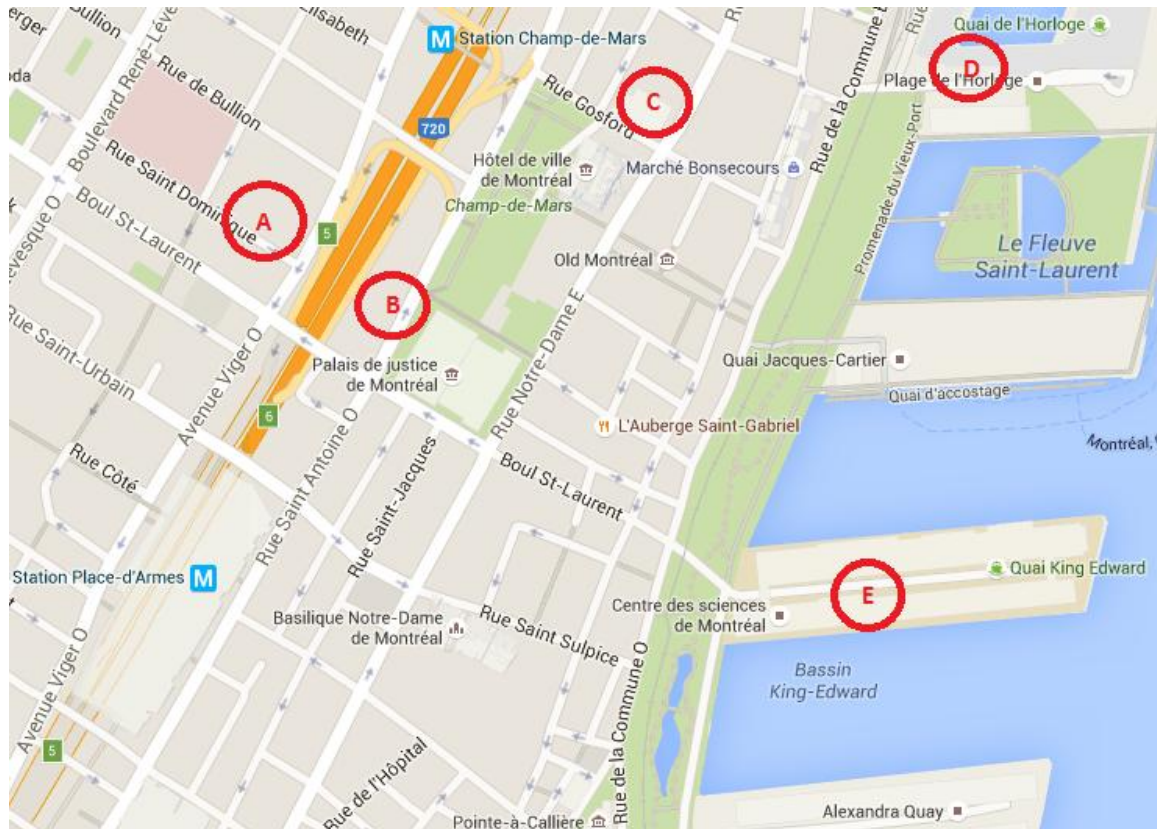 Elisabeth
Rue de Bullion
Boulevard René-Léve
M Station Champ-de-Mars
Quai de l'Horloge
D
Plage de l'Horloge
C
Rue Gosford
Rue de la Commune E
Rue de Bullion
720
Hôtel de ville
de Montréal
Champ-de-Mars
Marché Bonsecours
Promenade du Vieux-Port
Rue Saint Dominique
A
5
Boul St-Laurent
Old Montréal
Le Fleuve
Saint-Laurent
B
Rue Notre-Dame E
Rue Saint-Urbain
Avenue Viger O
Palais de justice
de Montréal
Quai Jacques-Cartier
Quai d'accostage
6
L'Auberge Saint-Gabriel
Montréal,
Rue Côté
Rue Saint Antoine O
Rue Saint-Jacques
Boul St-Laurent
Station Place-d'Armes M
Quai King Edward
E
Centre des sciences
de Montréal
Basilique Notre-Dame
de Montréal
Rue Saint Sulpice
Bassin
King-Edward
Avenue Viger O
5
Rue de la Commune O
Rue de l'Hôpital
Pointe-à-Callière
Alexandra Quay